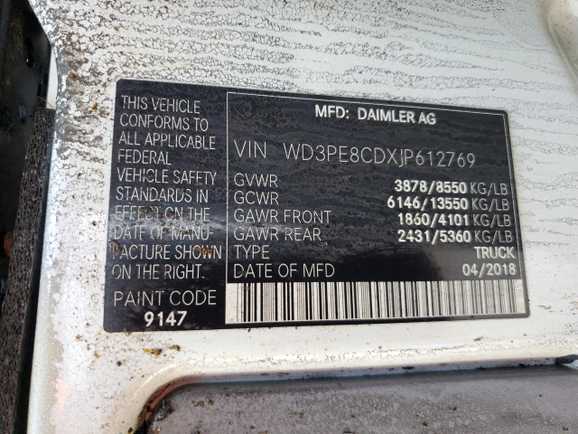 THIS VEHICLE
CONFORMS TO
ALL APPLICABLE
FEDERAL
VEHICLE SAFETY
STANDARDS IN
EFFECT ON THE
DATE OF MANU-
FACTURE SHOWN
ON THE RIGHT.
PAINT CODE
9147
MFD: DAIMLER AG
VIN WD3PE8CDXJP612769
GVWR 3878/8550 KG/LB
GCWR 6146/13550 KG/LB
GAWR FRONT 1860/4101 KG/LB
GAWR REAR 2431/5360 KG/LB
TYPE TRUCK
DATE OF MFD 04/2018